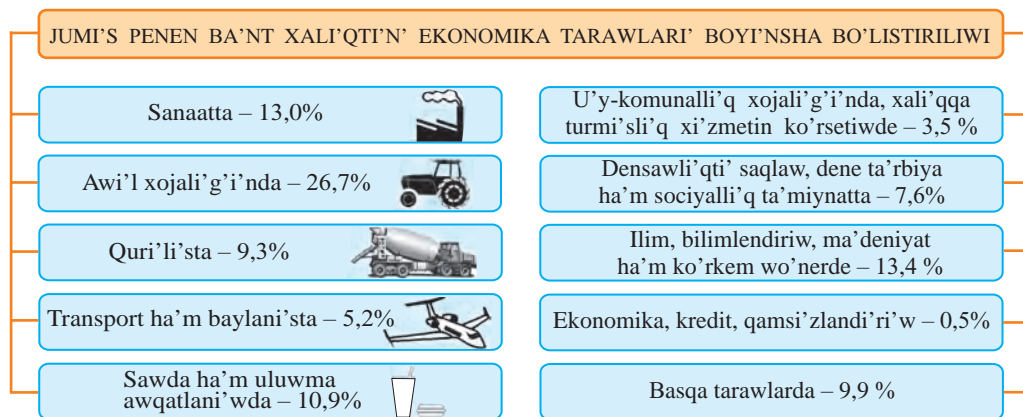 JUMI'S PENEN BA'NT XALI'QTI'N' EKONOMIKA TARAWLARI' BOYI'NSHA BO'LISTIRILIWI
Sanaatta – 13,0%
Awi'l xojali'g'i'nda – 26,7%
Quri'li'sta – 9,3%
Transport ha'm baylani'sta – 5,2%
Sawda ha'm uluwma
awqatlani'wda – 10,9%
U'y-komunalli'q xojali'g'i'nda, xali'qqa
turmi'sli'q xi'zmetin ko'rsetiwde – 3,5 %
Densawli'qti' saqlaw, dene ta'rbiya
ha'm sociyalli'q ta'miynatta – 7,6%
Ilim, bilimlendiriw, ma'deniyat
ha'm ko'rkem wo'nerde – 13,4 %
Ekonomika, kredit, qamsi'zlandi'ri'w – 0,5%
Basqa tarawlarda – 9,9 %